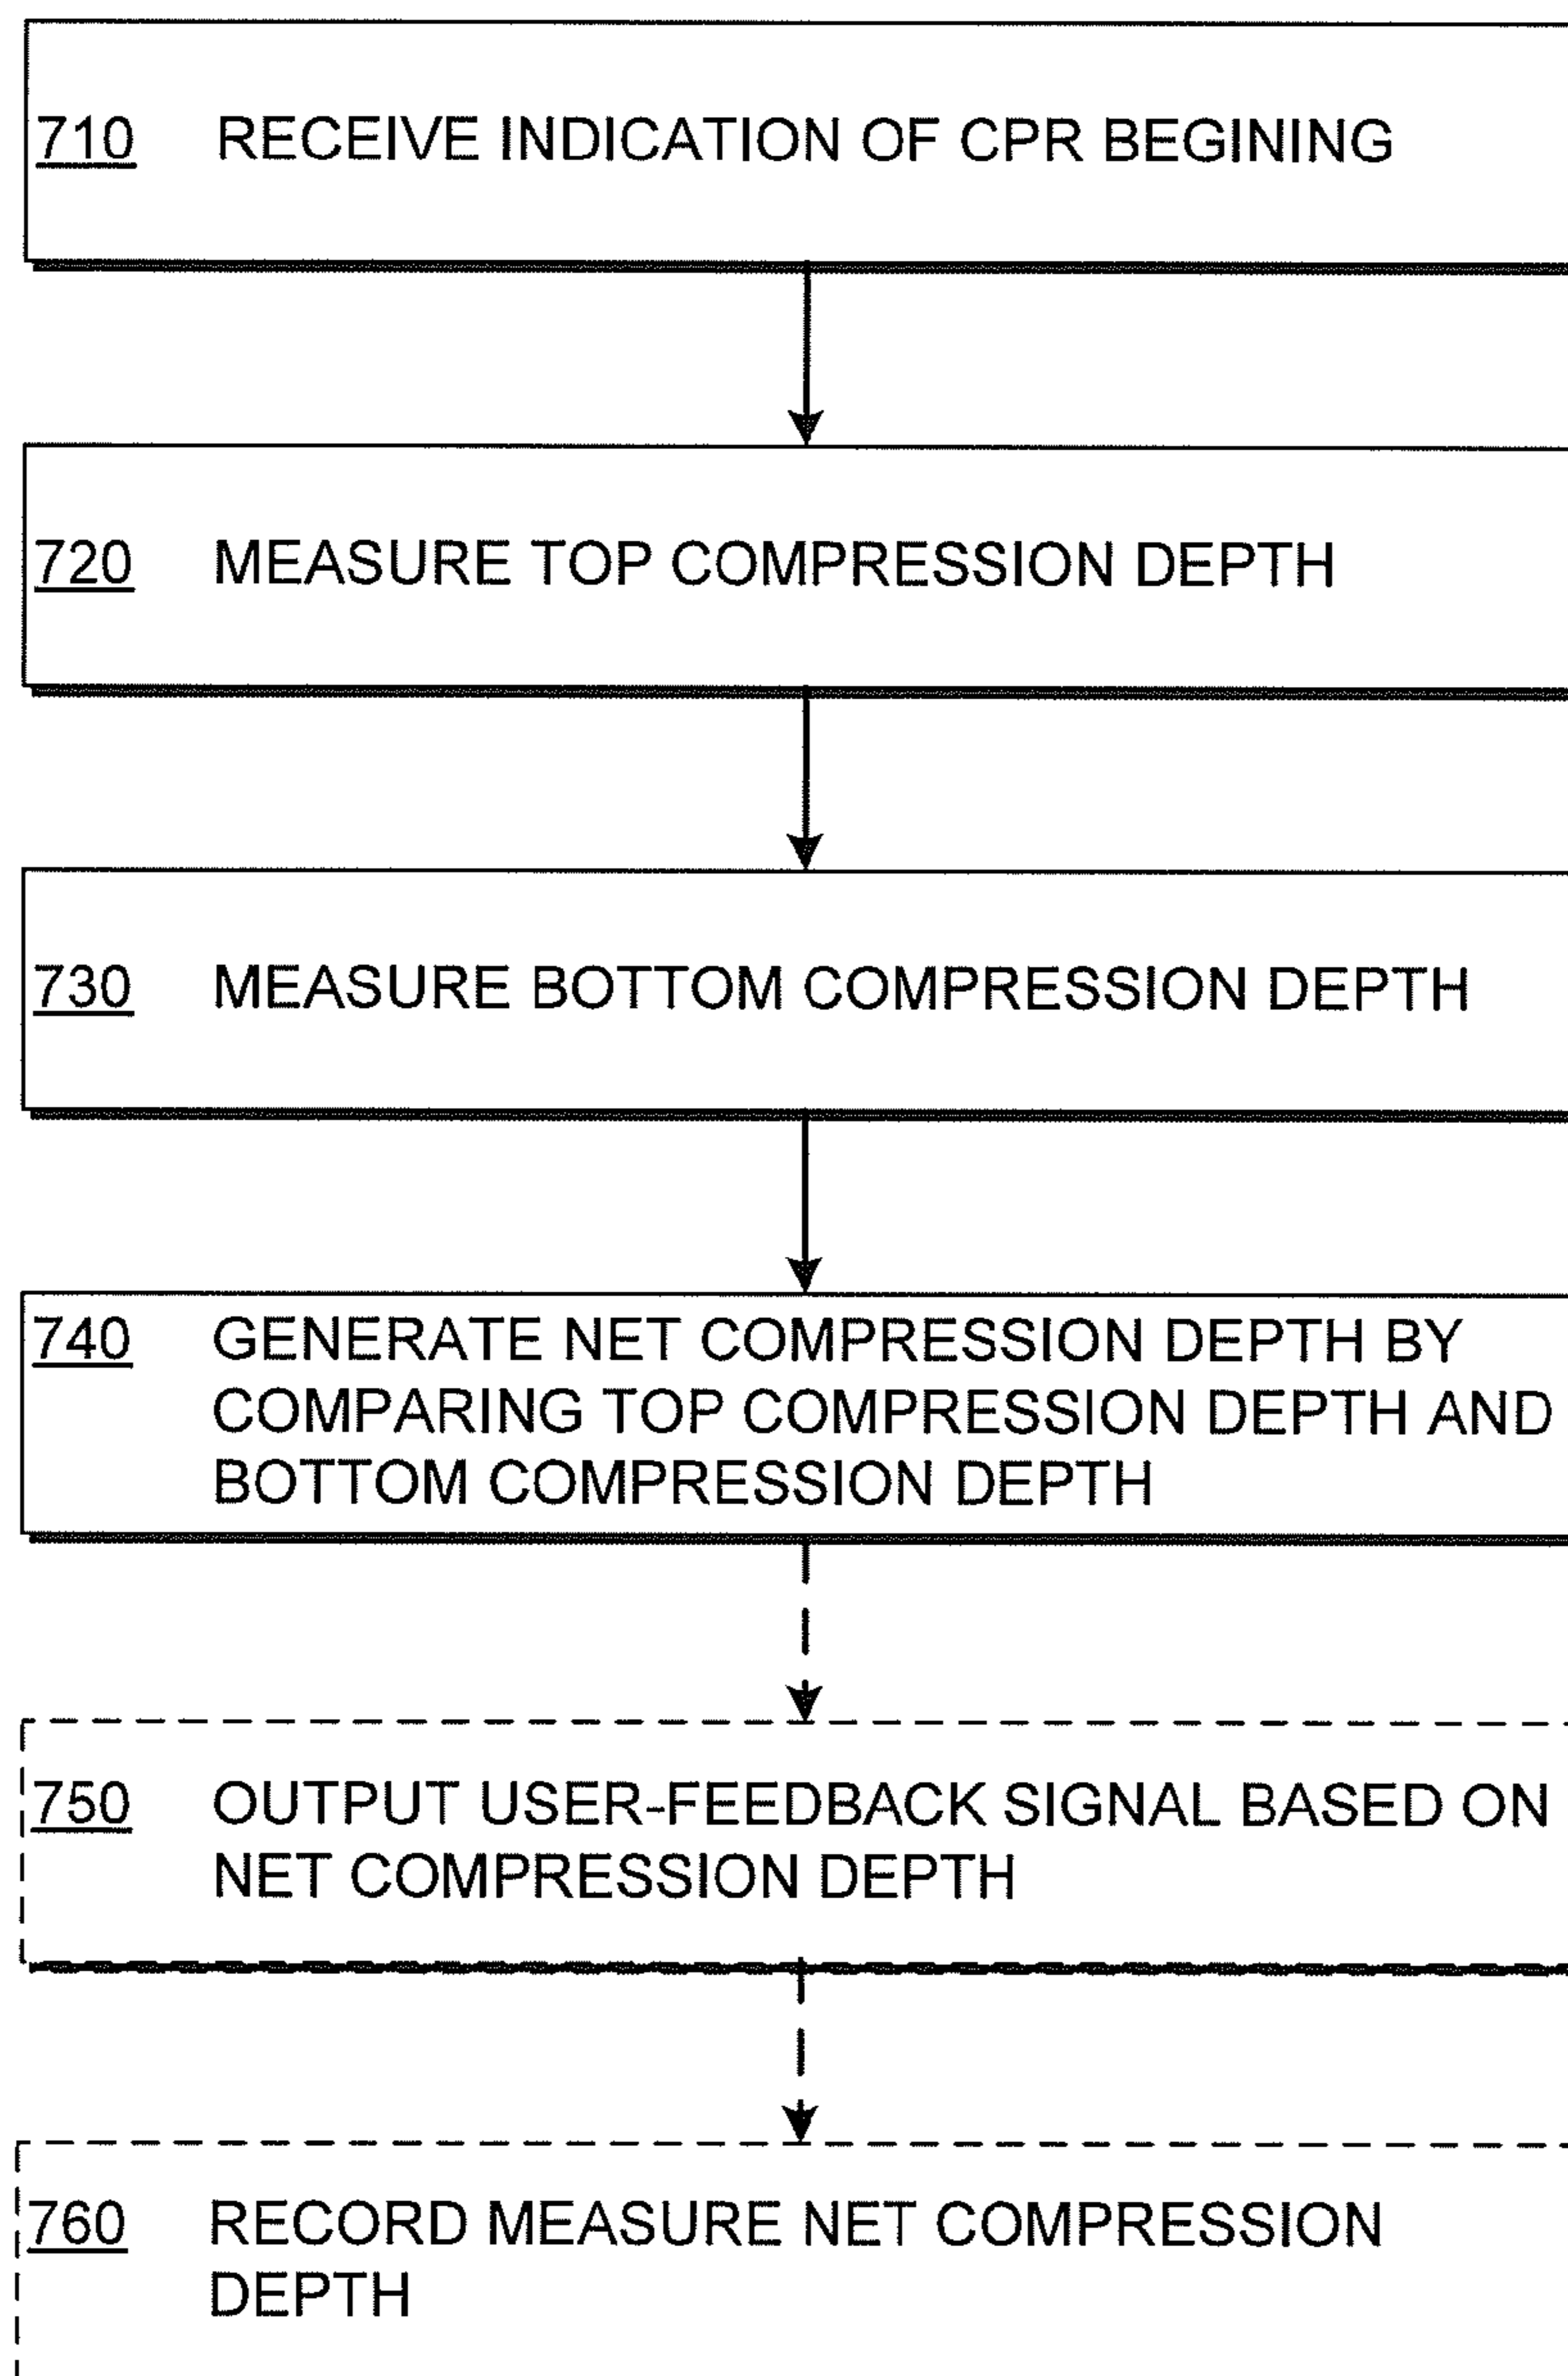 710 RECEIVE INDICATION OF CPR BEGINING
720 MEASURE TOP COMPRESSION DEPTH
730 MEASURE BOTTOM COMPRESSION DEPTH
740 GENERATE NET COMPRESSION DEPTH BY
COMPARING TOP COMPRESSION DEPTH AND
BOTTOM COMPRESSION DEPTH
750 OUTPUT USER-FEEDBACK SIGNAL BASED ON
NET COMPRESSION DEPTH
760 RECORD MEASURE NET COMPRESSION
DEPTH